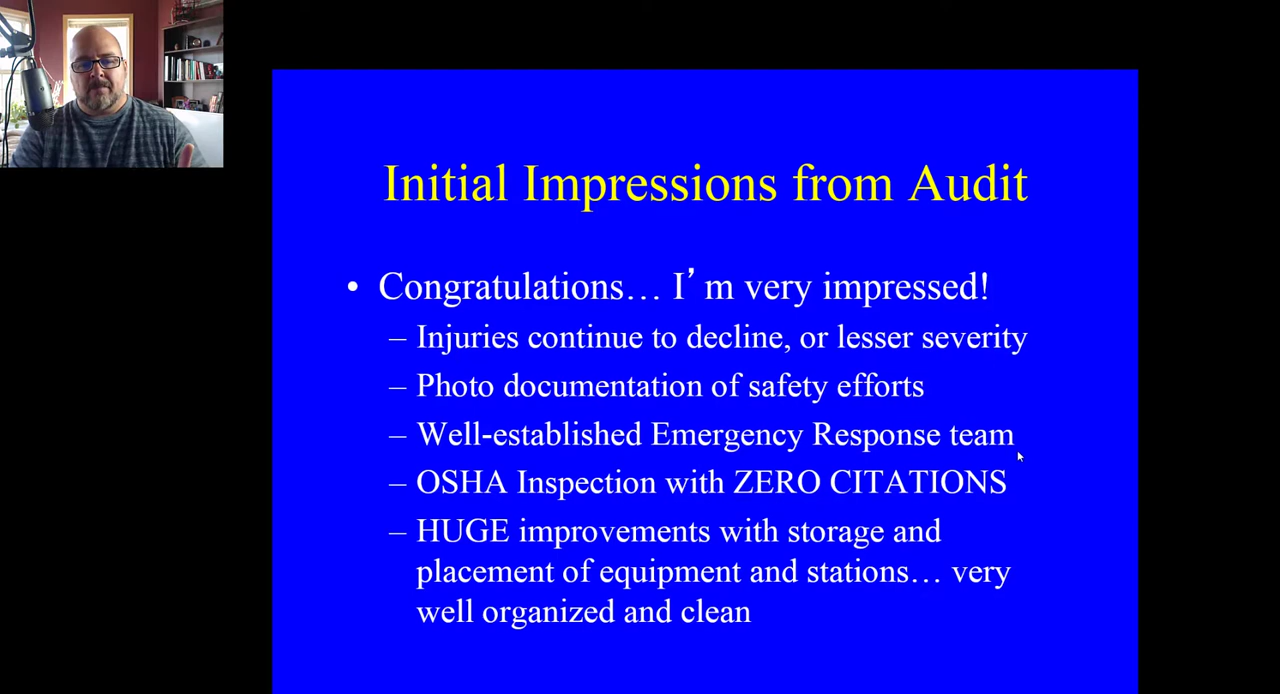 Initial Impressions from Audit
• Congratulations… I’m very impressed!
– Injuries continue to decline, or lesser severity
– Photo documentation of safety efforts
– Well-established Emergency Response team
– OSHA Inspection with ZERO CITATIONS
– HUGE improvements with storage and
placement of equipment and stations… very
well organized and clean